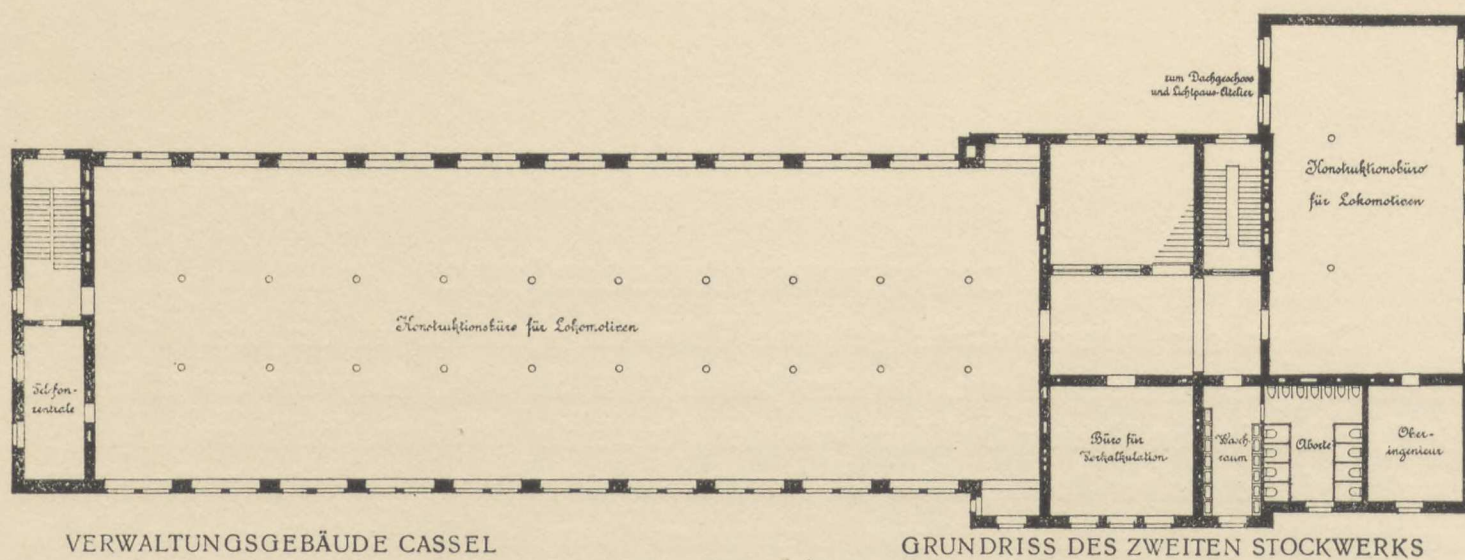 zum Dachgeschoss
und Lichtpaus-Atelier
Konstruktionsbüro
für Lokomotiven
Konstruktionsbüro für Lokomotiven
Telefon-
zentrale
Büro für
Vorkalkulation
Wasch-
raum
Aborte
Ober-
ingenieur
VERWALTUNGSGEBÄUDE CASSEL
GRUNDRISS DES ZWEITEN STOCKWERKS